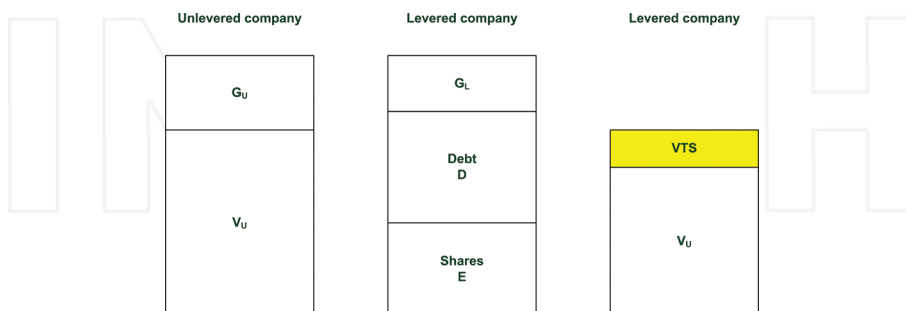 Unlevered company
Levered company
Levered company
GU
VU
GL
Debt
D
Shares
E
VTS
VU